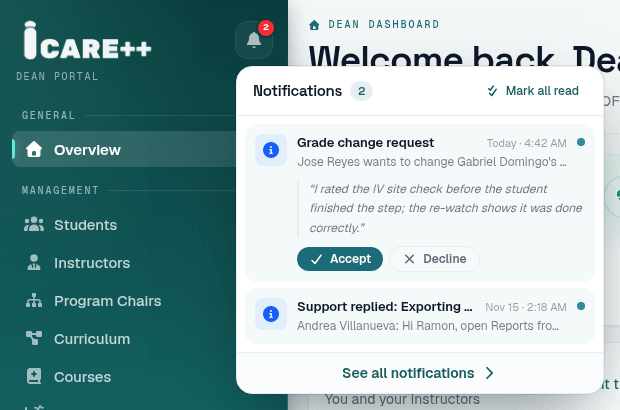 iCARE++
2
DEAN PORTAL
GENERAL
Overview
MANAGEMENT
Students
Instructors
Program Chairs
Curriculum
Courses
DEAN DASHBOARD
Welcome back, Dea
Notifications 2
Mark all read
Grade change request
Today · 4:42 AM
Jose Reyes wants to change Gabriel Domingo's ...
"I rated the IV site check before the student
finished the step; the re-watch shows it was done
correctly."
Accept
Decline
Support replied: Exporting ...
Nov 15 · 2:18 AM
Andrea Villanueva: Hi Ramon, open Reports fro...
See all notifications
You and your Instructors